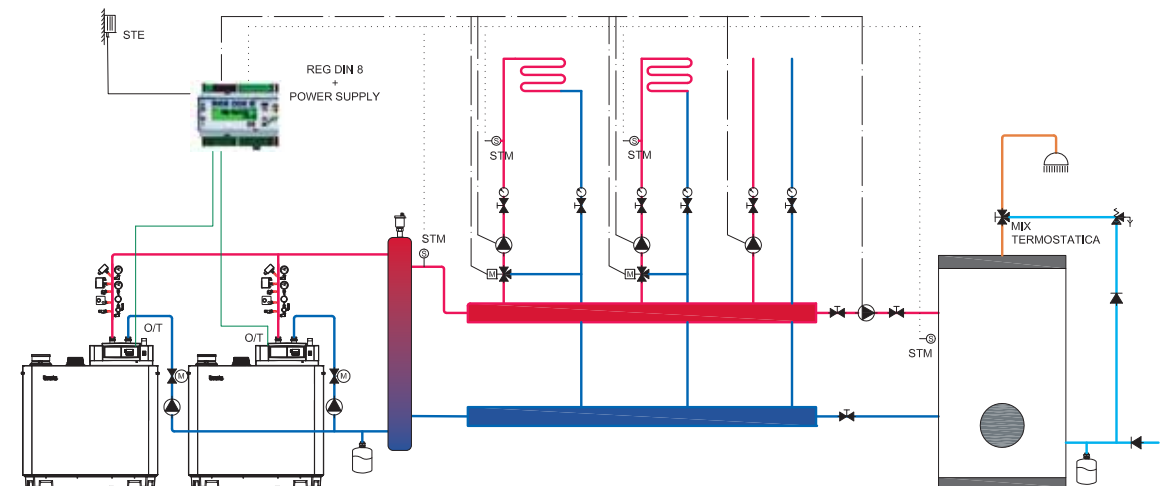 STE
REG DIN 8
+
POWER SUPPLY
S
STM
S
STM
STM
S
MIX
TERMOSTATICA
M
M
O/T
O/T
S
STM
M
M